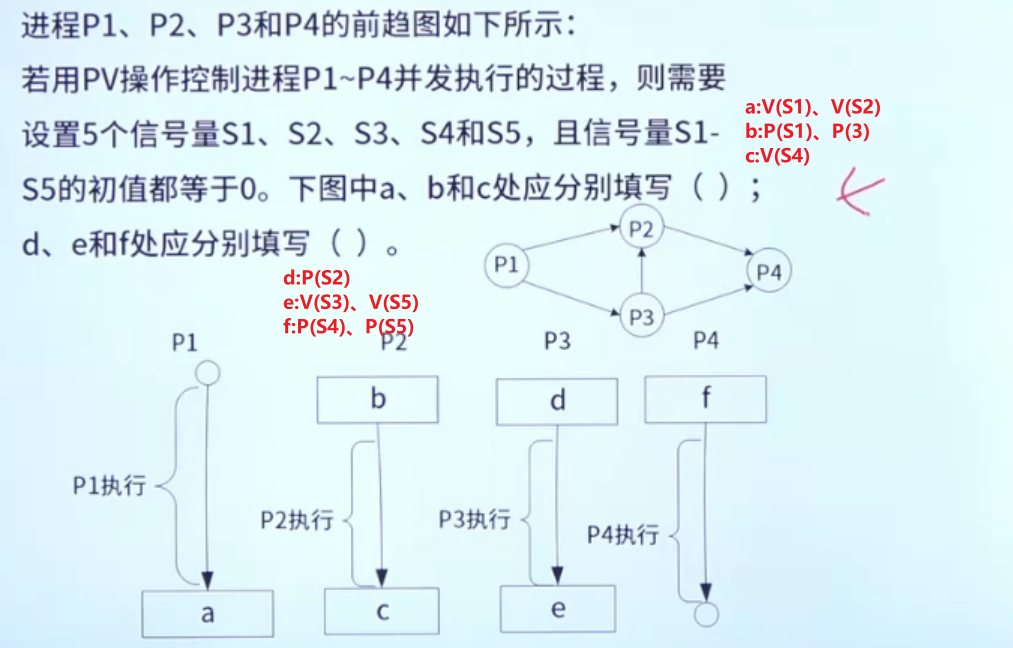 进程P1、P2、P3和P4的前趋图如下所示：
若用PV操作控制进程P1~P4并发执行的过程，则需要
设置5个信号量S1、S2、S3、S4和S5，且信号量S1-
S5的初值都等于0。下图中a、b和c处应分别填写（ ）；
d、e和f处应分别填写（ ）。
a:V(S1)、V(S2)
b:P(S1)、P(3)
c:V(S4)
d:P(S2)
e:V(S3)、V(S5)
f:P(S4)、P(S5)
P2
P1
P4
P3
P1
P2
P3
P4
b
d
f
P1执行
P2执行
P3执行
P4执行
a
c
e